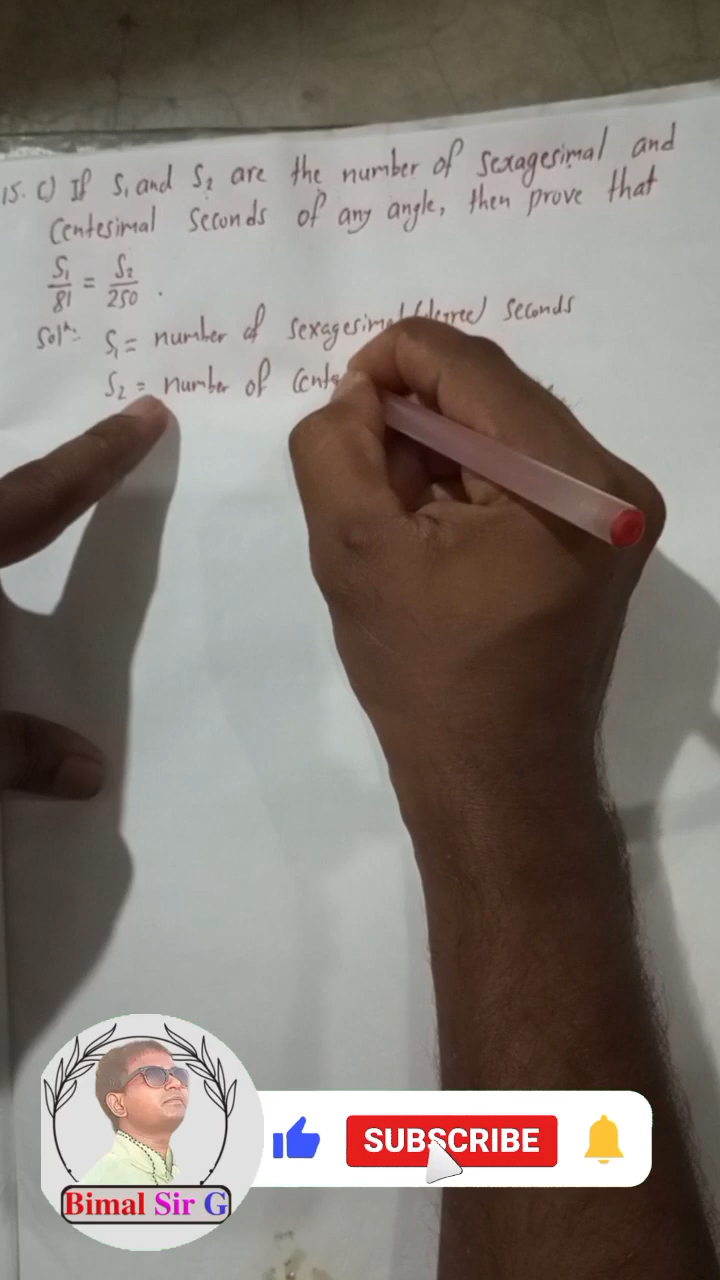 15. C) If S₁ and S₂ are the number of sexagesimal and
Centesimal Seconds of any angle, then prove that
S₁/81 = S₂/250 .
Solⁿ: S₁ = number of sexagesimal (degree) seconds
S₂ = number of Cente
SUBSCRIBE
Bimal Sir G